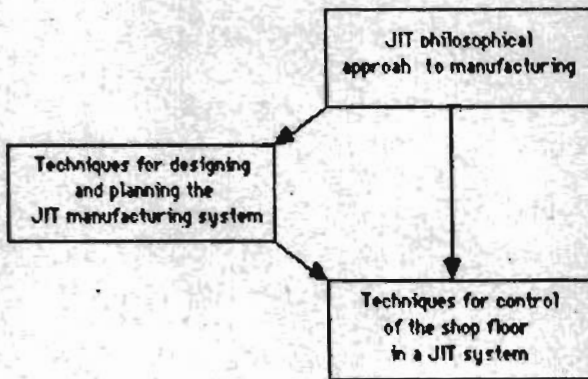 JIT philosophical
approah to manufacturing
Techniques for designing
and planning the
JIT manufacturing system
Techniques for control
of the shop floor
in a JIT system